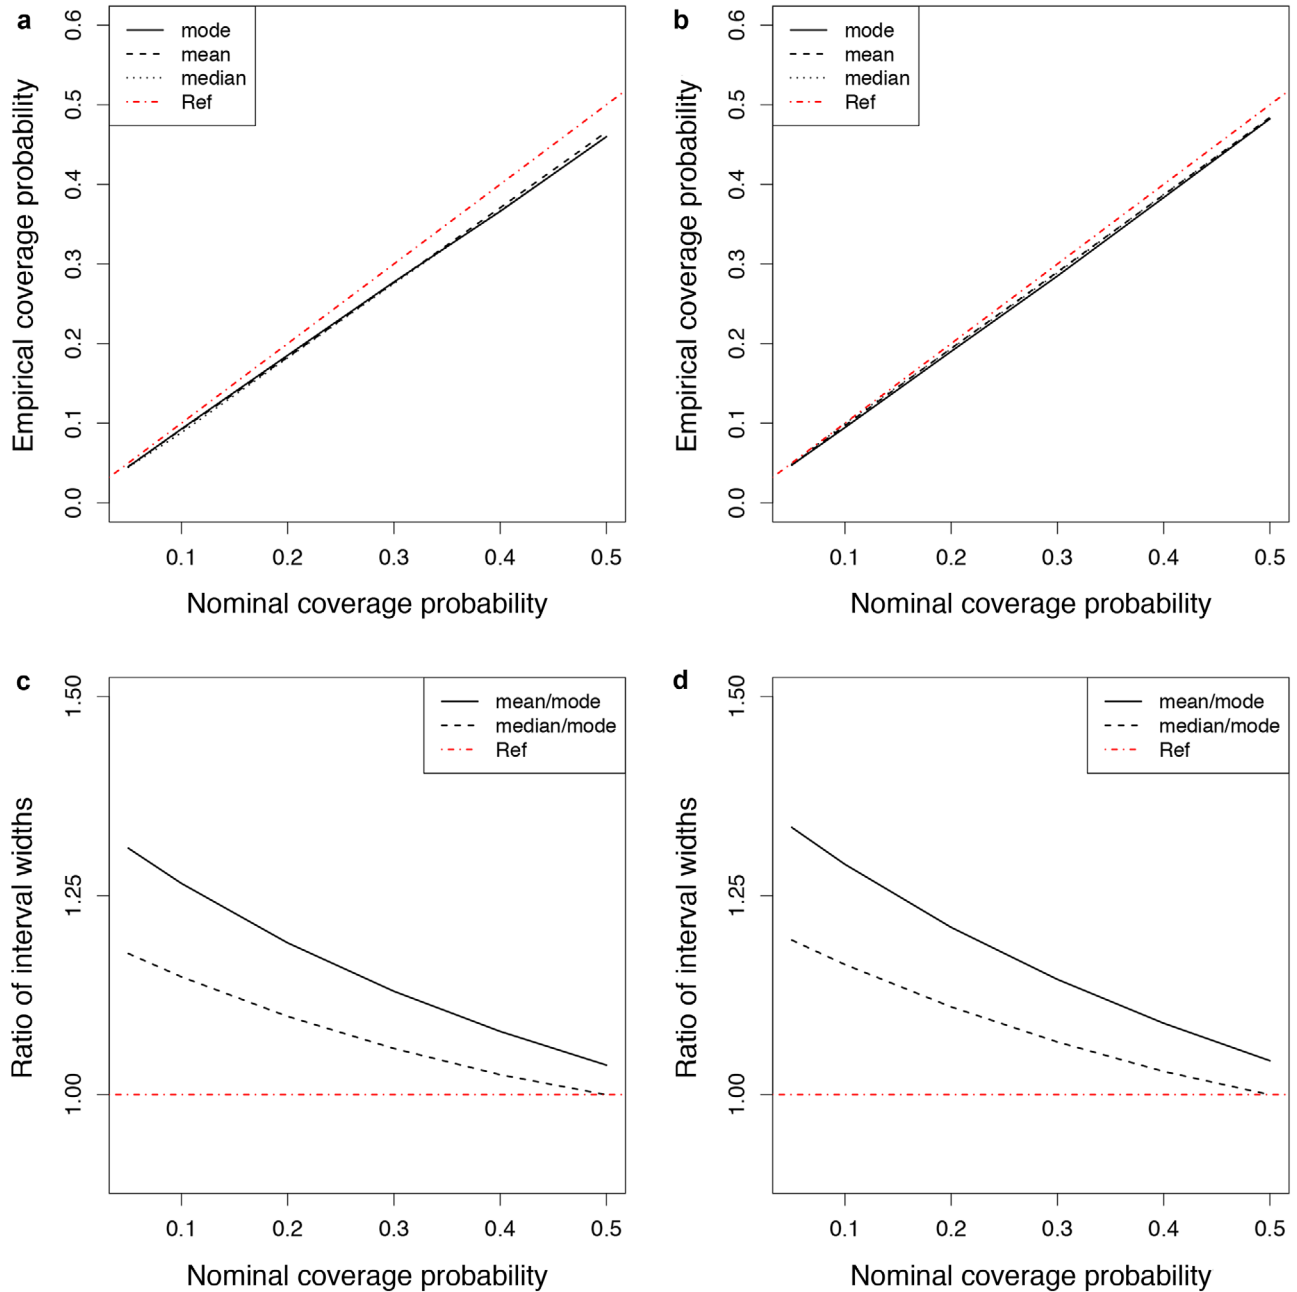 a
mode
mean
median
Ref
Empirical coverage probability
0.0
0.1
0.2
0.3
0.4
0.5
0.6
0.1
0.2
0.3
0.4
0.5
Nominal coverage probability
b
mode
mean
median
Ref
Empirical coverage probability
0.0
0.1
0.2
0.3
0.4
0.5
0.6
0.1
0.2
0.3
0.4
0.5
Nominal coverage probability
c
mean/mode
median/mode
Ref
Ratio of interval widths
1.00
1.25
1.50
0.1
0.2
0.3
0.4
0.5
Nominal coverage probability
d
mean/mode
median/mode
Ref
Ratio of interval widths
1.00
1.25
1.50
0.1
0.2
0.3
0.4
0.5
Nominal coverage probability